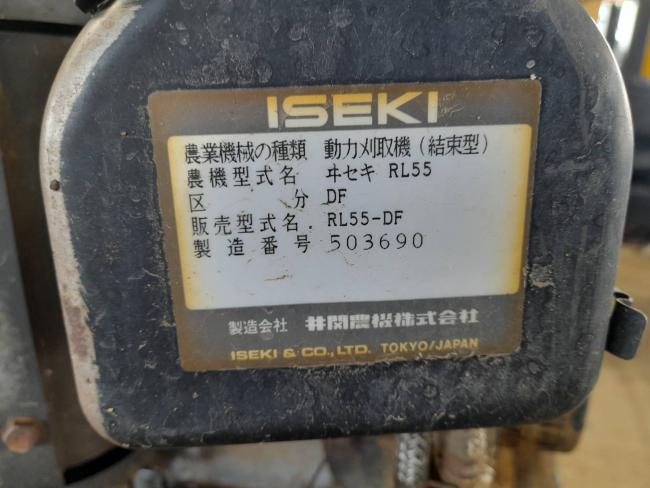 ISEKI
農業機械の種類 動力刈取機(結束型)
農機型式名 ヰセキ RL55
区分 DF
販売型式名. RL55-DF
製造番号 503690
製造会社 井関農機株式会社
ISEKI & CO., LTD. TOKYO/JAPAN